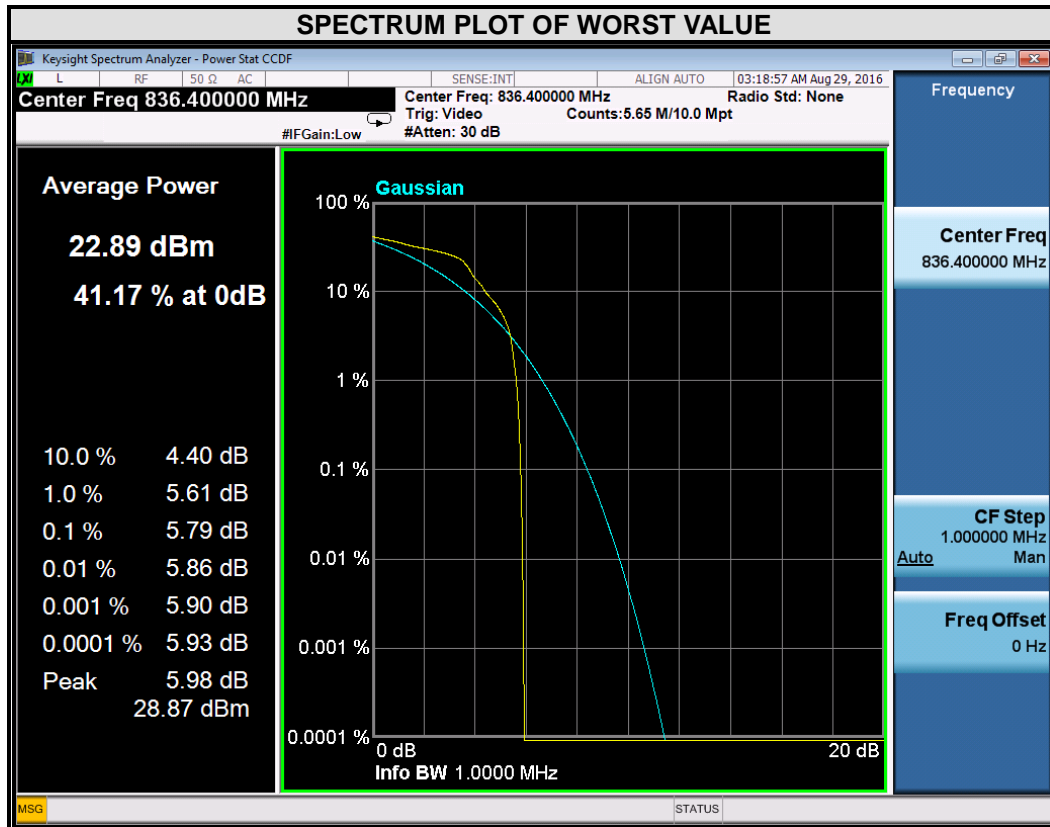 SPECTRUM PLOT OF WORST VALUE
Keysight Spectrum Analyzer - Power Stat CCDF
LXI L RF 50 Ω AC SENSE:INT ALIGN AUTO 03:18:57 AM Aug 29, 2016
Center Freq 836.400000 MHz
#IFGain:Low
Center Freq: 836.400000 MHz Radio Std: None
Trig: Video Counts:5.65 M/10.0 Mpt
#Atten: 30 dB
Average Power
22.89 dBm
41.17 % at 0dB
10.0 % 4.40 dB
1.0 % 5.61 dB
0.1 % 5.79 dB
0.01 % 5.86 dB
0.001 % 5.90 dB
0.0001 % 5.93 dB
Peak 5.98 dB
28.87 dBm
Gaussian
100 %
10 %
1 %
0.1 %
0.01 %
0.001 %
0.0001 %
0 dB 20 dB
Info BW 1.0000 MHz
Frequency
Center Freq
836.400000 MHz
CF Step
1.000000 MHz
Auto Man
Freq Offset
0 Hz
MSG STATUS